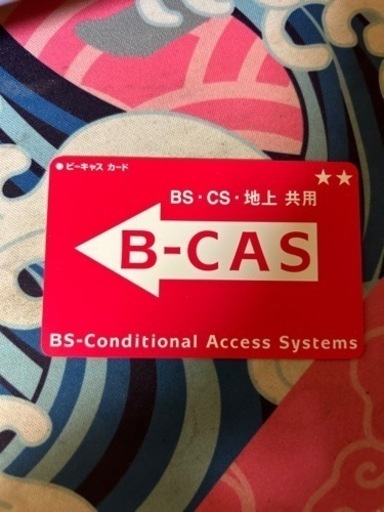 ビーキャス カード
★★
BS・CS・地上 共用
B-CAS
BS-Conditional Access Systems